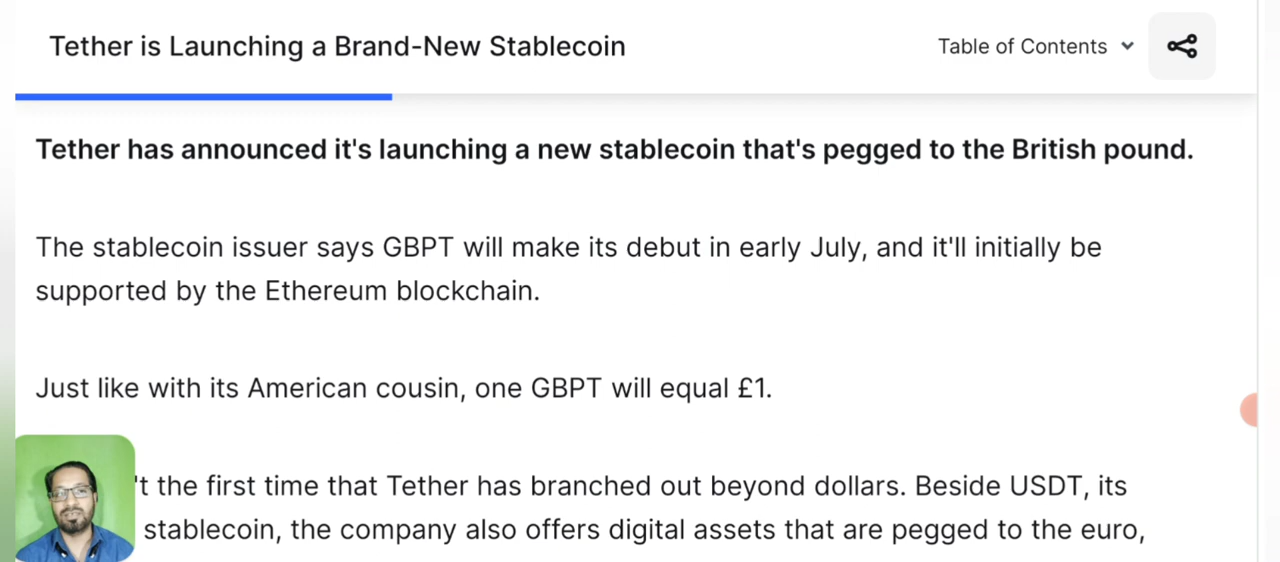 Tether is Launching a Brand-New Stablecoin
Table of Contents
Tether has announced it's launching a new stablecoin that's pegged to the British pound.
The stablecoin issuer says GBPT will make its debut in early July, and it'll initially be
supported by the Ethereum blockchain.
Just like with its American cousin, one GBPT will equal £1.
't the first time that Tether has branched out beyond dollars. Beside USDT, its
stablecoin, the company also offers digital assets that are pegged to the euro,